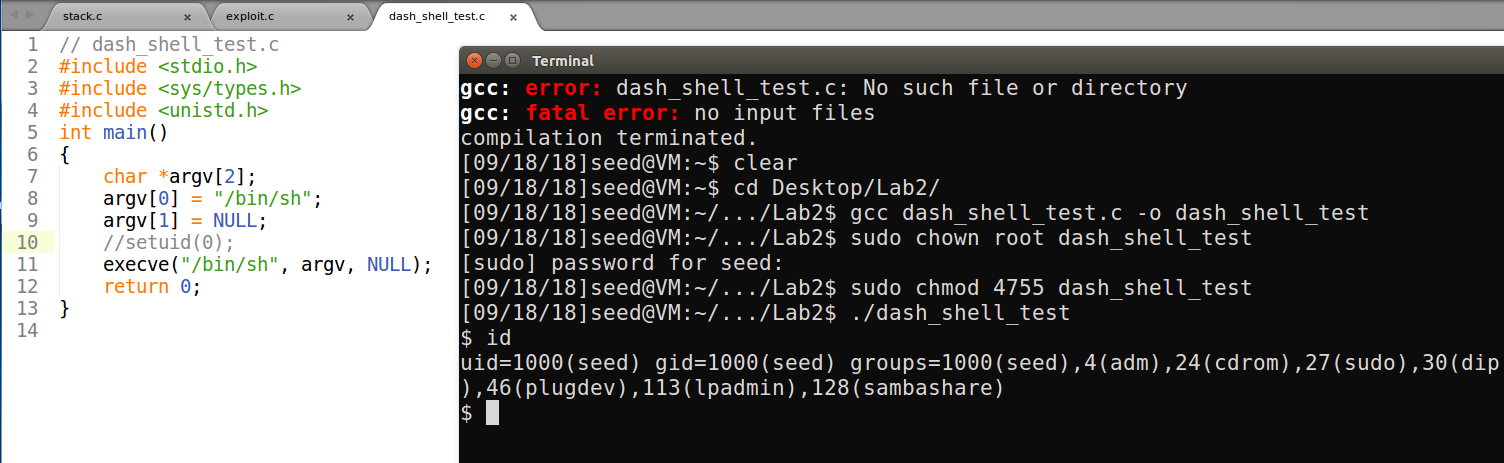 stack.c × exploit.c × dash_shell_test.c ×
1 // dash_shell_test.c
2 #include <stdio.h>
3 #include <sys/types.h>
4 #include <unistd.h>
5 int main()
6 {
7     char *argv[2];
8     argv[0] = "/bin/sh";
9     argv[1] = NULL;
10     //setuid(0);
11     execve("/bin/sh", argv, NULL);
12     return 0;
13 }
14
Terminal
gcc: error: dash_shell_test.c: No such file or directory
gcc: fatal error: no input files
compilation terminated.
[09/18/18]seed@VM:~$ clear
[09/18/18]seed@VM:~$ cd Desktop/Lab2/
[09/18/18]seed@VM:~/.../Lab2$ gcc dash_shell_test.c -o dash_shell_test
[09/18/18]seed@VM:~/.../Lab2$ sudo chown root dash_shell_test
[sudo] password for seed:
[09/18/18]seed@VM:~/.../Lab2$ sudo chmod 4755 dash_shell_test
[09/18/18]seed@VM:~/.../Lab2$ ./dash_shell_test
$ id
uid=1000(seed) gid=1000(seed) groups=1000(seed),4(adm),24(cdrom),27(sudo),30(dip
),46(plugdev),113(lpadmin),128(sambashare)
$